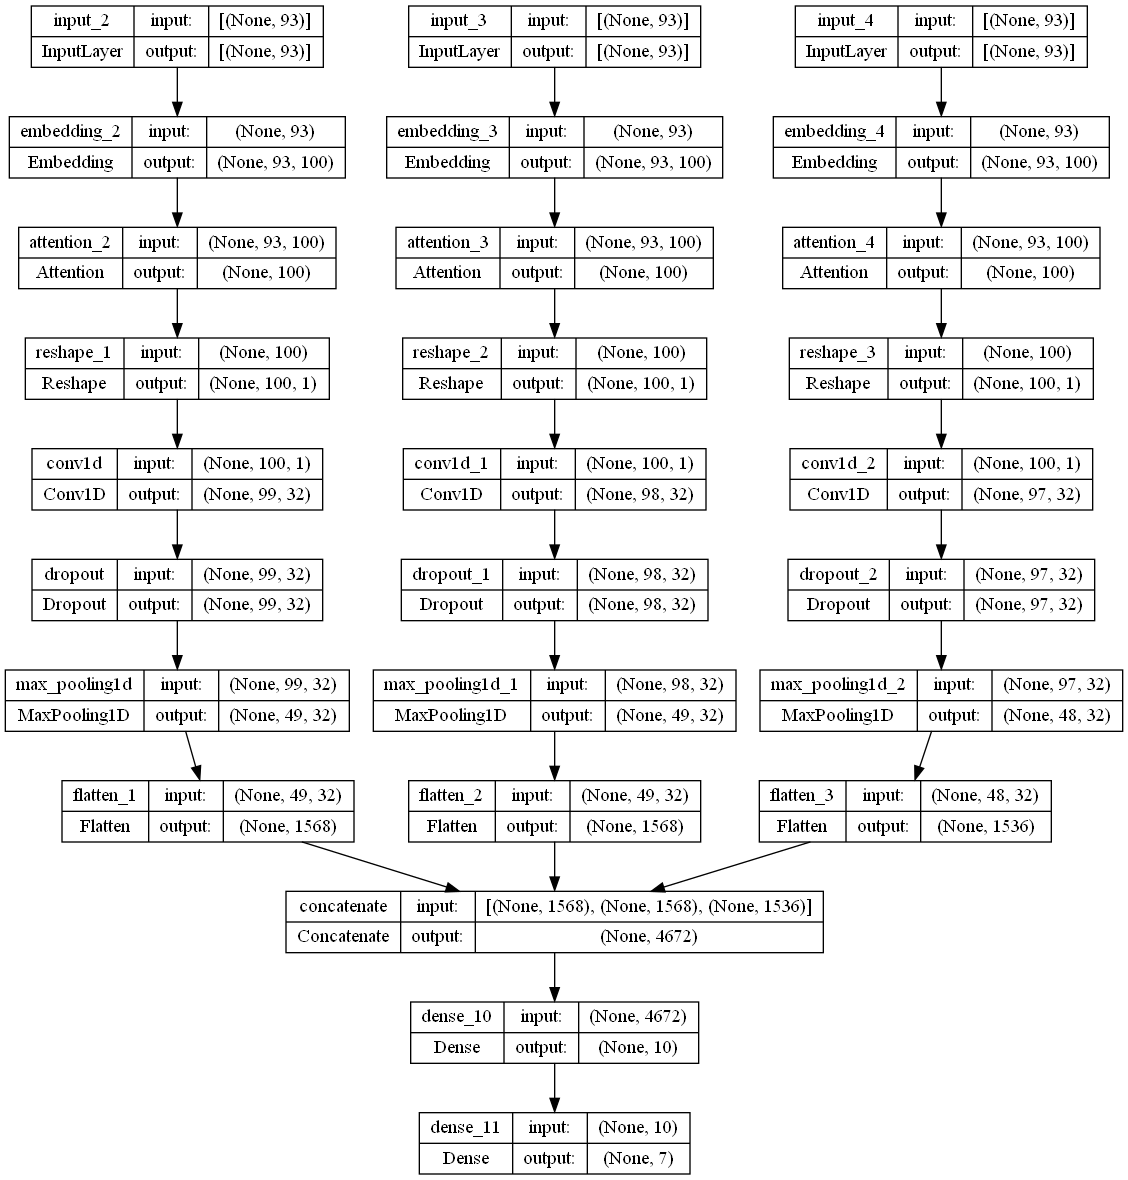 input_2 input: [(None, 93)]
InputLayer output: [(None, 93)]
input_3 input: [(None, 93)]
InputLayer output: [(None, 93)]
input_4 input: [(None, 93)]
InputLayer output: [(None, 93)]
embedding_2 input: (None, 93)
Embedding output: (None, 93, 100)
embedding_3 input: (None, 93)
Embedding output: (None, 93, 100)
embedding_4 input: (None, 93)
Embedding output: (None, 93, 100)
attention_2 input: (None, 93, 100)
Attention output: (None, 100)
attention_3 input: (None, 93, 100)
Attention output: (None, 100)
attention_4 input: (None, 93, 100)
Attention output: (None, 100)
reshape_1 input: (None, 100)
Reshape output: (None, 100, 1)
reshape_2 input: (None, 100)
Reshape output: (None, 100, 1)
reshape_3 input: (None, 100)
Reshape output: (None, 100, 1)
conv1d input: (None, 100, 1)
Conv1D output: (None, 99, 32)
conv1d_1 input: (None, 100, 1)
Conv1D output: (None, 98, 32)
conv1d_2 input: (None, 100, 1)
Conv1D output: (None, 97, 32)
dropout input: (None, 99, 32)
Dropout output: (None, 99, 32)
dropout_1 input: (None, 98, 32)
Dropout output: (None, 98, 32)
dropout_2 input: (None, 97, 32)
Dropout output: (None, 97, 32)
max_pooling1d input: (None, 99, 32)
MaxPooling1D output: (None, 49, 32)
max_pooling1d_1 input: (None, 98, 32)
MaxPooling1D output: (None, 49, 32)
max_pooling1d_2 input: (None, 97, 32)
MaxPooling1D output: (None, 48, 32)
flatten_1 input: (None, 49, 32)
Flatten output: (None, 1568)
flatten_2 input: (None, 49, 32)
Flatten output: (None, 1568)
flatten_3 input: (None, 48, 32)
Flatten output: (None, 1536)
concatenate input: [(None, 1568), (None, 1568), (None, 1536)]
Concatenate output: (None, 4672)
dense_10 input: (None, 4672)
Dense output: (None, 10)
dense_11 input: (None, 10)
Dense output: (None, 7)